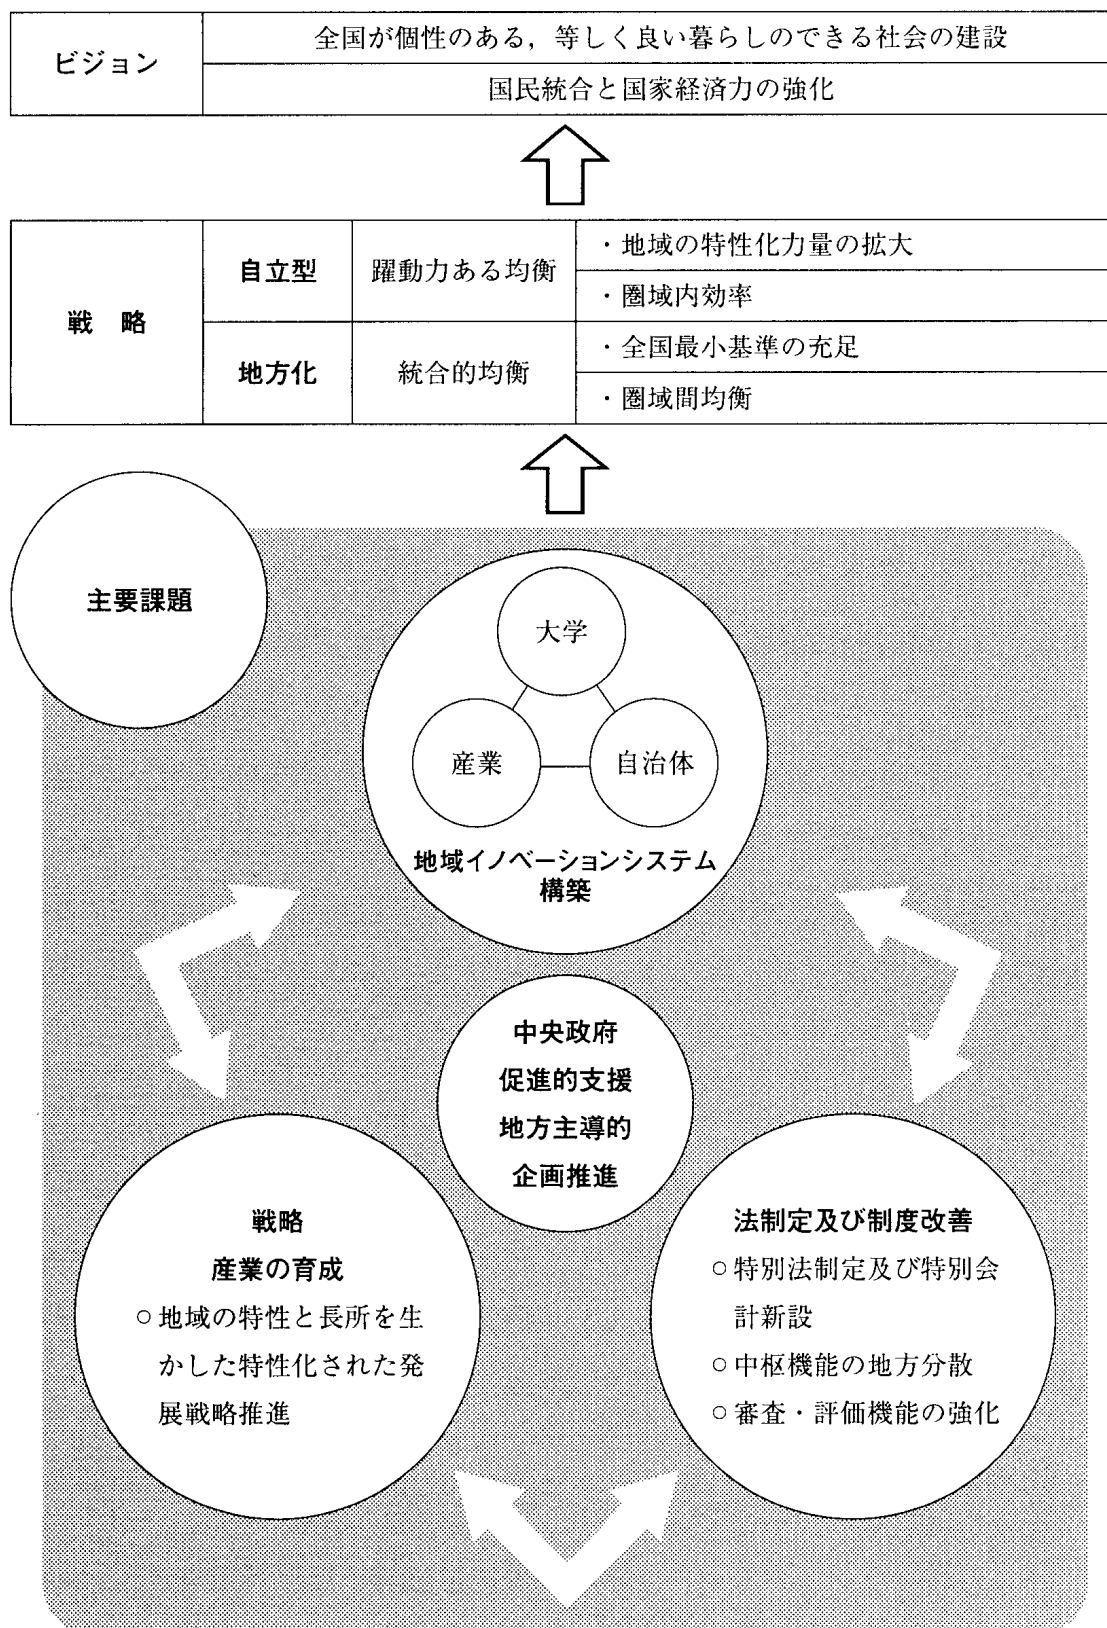 ビジョン
全国が個性のある，等しく良い暮らしのできる社会の建設
国民統合と国家経済力の強化
戦　略
自立型
躍動力ある均衡
・地域の特性化力量の拡大
・圏域内効率
地方化
統合的均衡
・全国最小基準の充足
・圏域間均衡
主要課題
大学
産業
自治体
地域イノベーションシステム
構築
中央政府
促進的支援
地方主導的
企画推進
戦略
産業の育成
○地域の特性と長所を生
かした特性化された発
展戦略推進
法制定及び制度改善
○特別法制定及び特別会
計新設
○中枢機能の地方分散
○審査・評価機能の強化